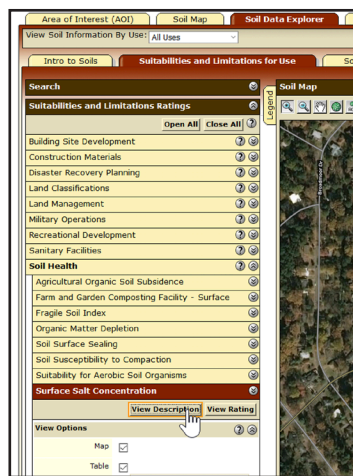 Area of Interest (AOI) Soil Map Soil Data Explorer
View Soil Information By Use: All Uses
Intro to Soils Suitabilities and Limitations for Use
Search
Soil Map
Legend
Suitabilities and Limitations Ratings
Open All Close All ?
Building Site Development ?
Construction Materials ?
Disaster Recovery Planning ?
Land Classifications ?
Land Management ?
Military Operations ?
Recreational Development ?
Sanitary Facilities ?
Soil Health ?
Agricultural Organic Soil Subsidence
Farm and Garden Composting Facility - Surface
Fragile Soil Index
Organic Matter Depletion
Soil Surface Sealing
Soil Susceptibility to Compaction
Suitability for Aerobic Soil Organisms
Surface Salt Concentration
View Description View Rating
View Options ?
Map
Table